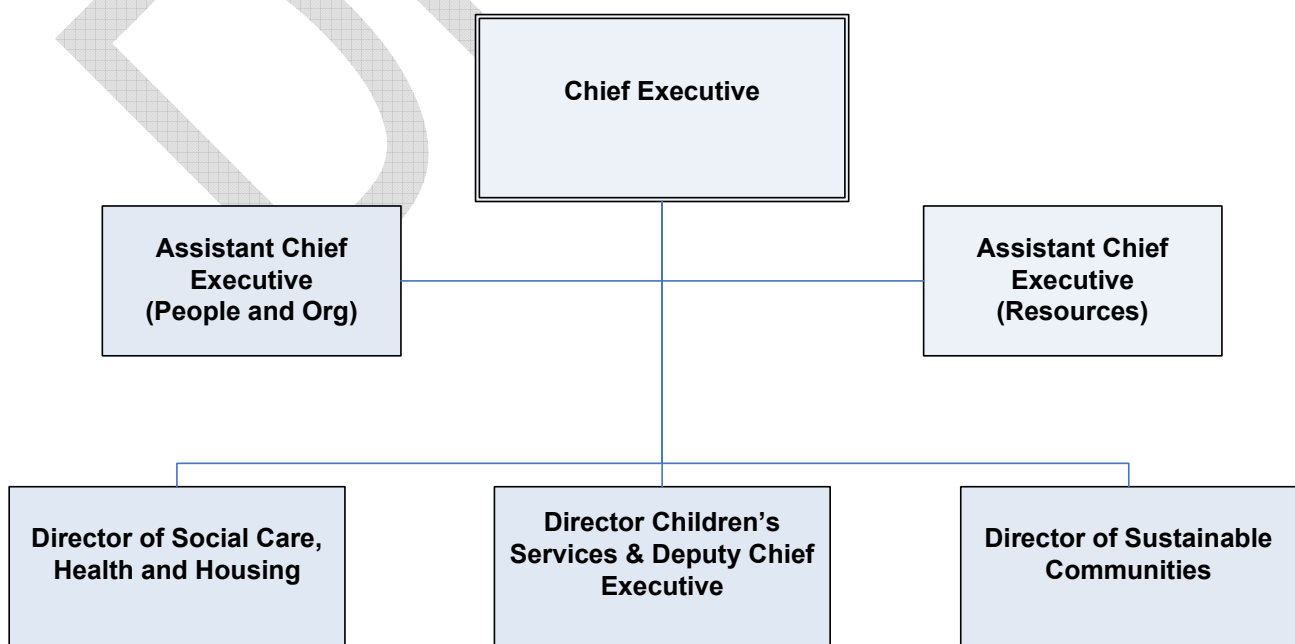 Chief Executive
Assistant Chief
Executive
(People and Org)
Assistant Chief
Executive
(Resources)
Director of Social Care,
Health and Housing
Director Children’s
Services & Deputy Chief
Executive
Director of Sustainable
Communities